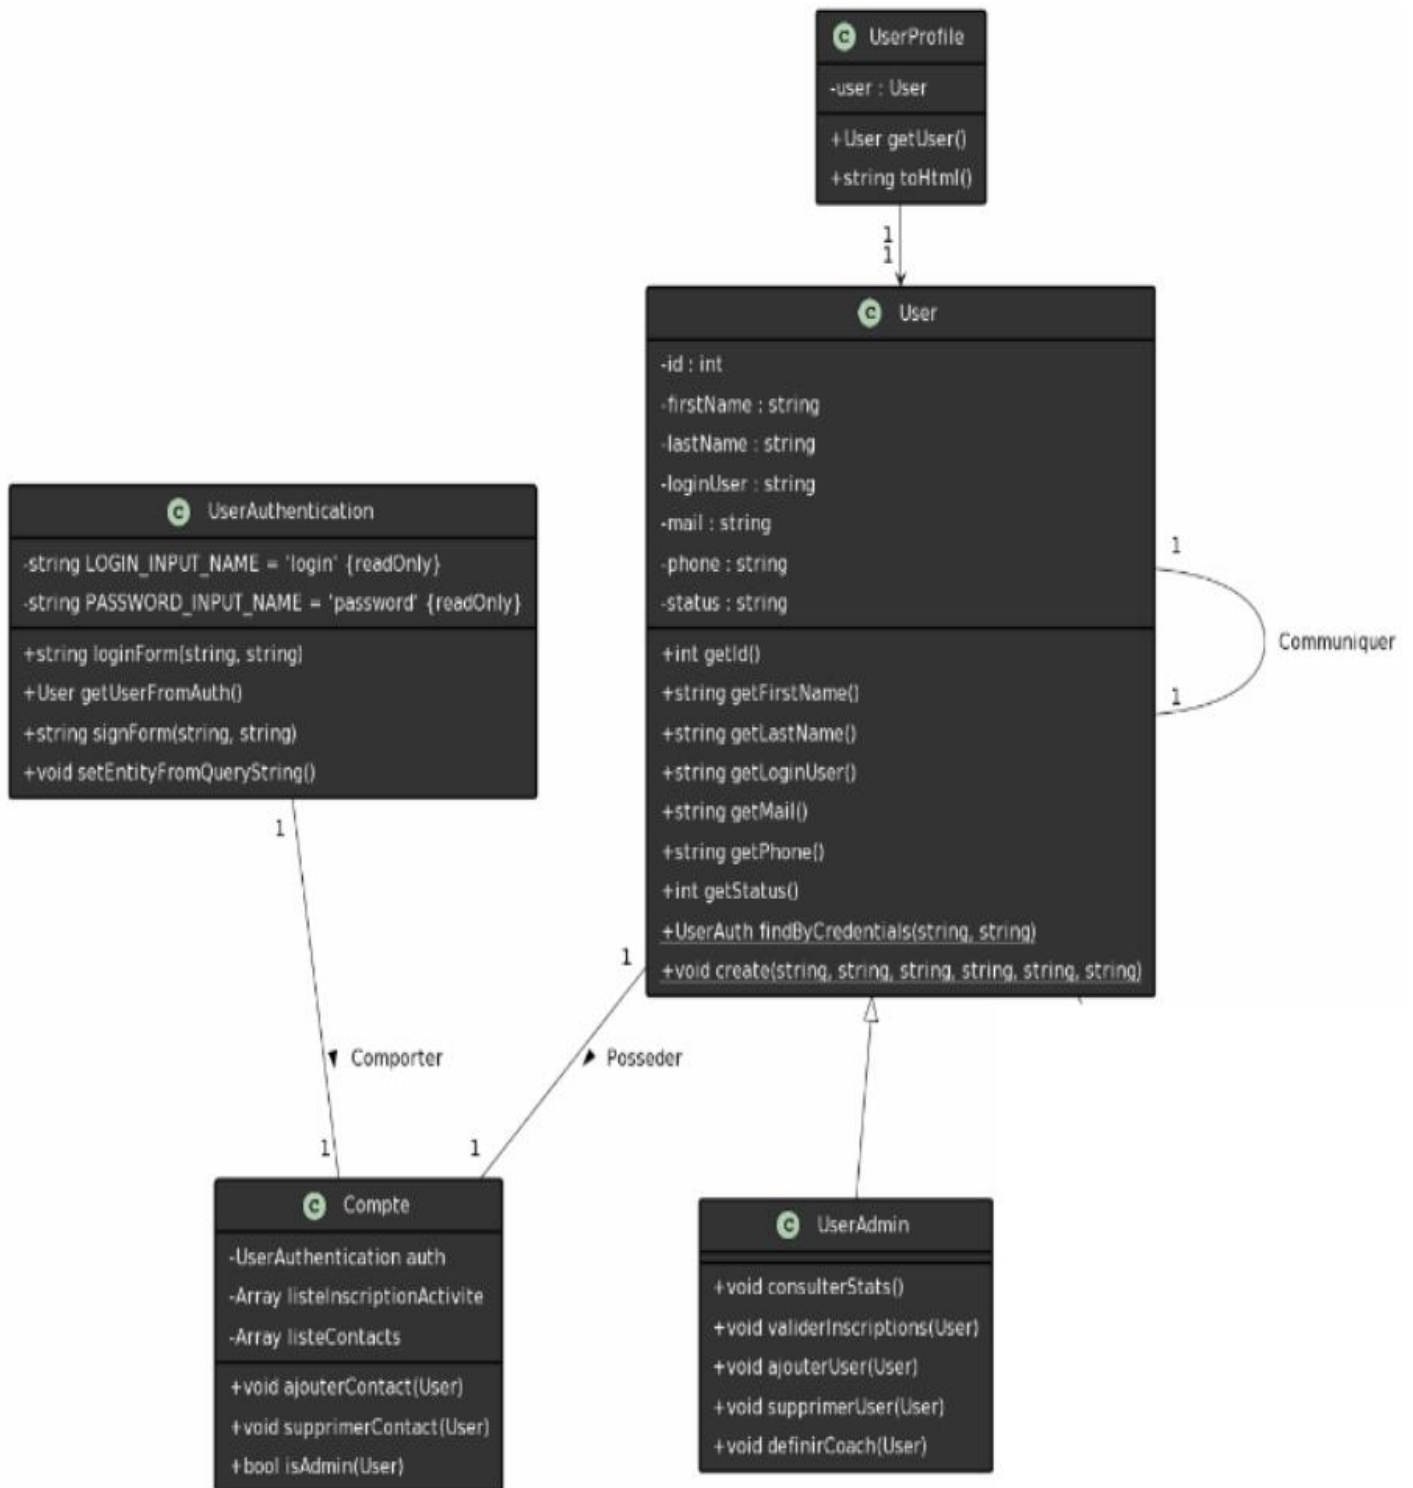 C UserProfile
-user : User
+User getUser()
+string toHtml()
1
1
C User
-id : int
-firstName : string
-lastName : string
-loginUser : string
-mail : string
-phone : string
-status : string
+int getId()
+string getFirstName()
+string getLastName()
+string getLoginUser()
+string getMail()
+string getPhone()
+int getStatus()
+UserAuth findByCredentials(string, string)
+void create(string, string, string, string, string, string)
1
Communiquer
1
C UserAuthentication
-string LOGIN_INPUT_NAME = 'login' {readOnly}
-string PASSWORD_INPUT_NAME = 'password' {readOnly}
+string loginForm(string, string)
+User getUserFromAuth()
+string signForm(string, string)
+void setEntityFromQueryString()
1
Comporter
1
1
Posseder
1
C Compte
-UserAuthentication auth
-Array listeInscriptionActivite
-Array listeContacts
+void ajouterContact(User)
+void supprimerContact(User)
+bool isAdmin(User)
C UserAdmin
+void consulterStats()
+void validerInscriptions(User)
+void ajouterUser(User)
+void supprimerUser(User)
+void definirCoach(User)